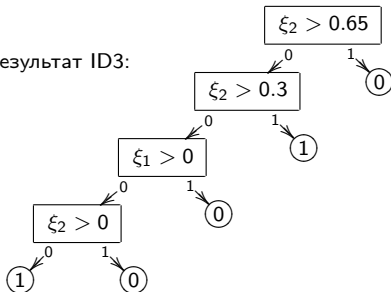 ξ₂ > 0.65
езультат ID3:
0 1
ξ₂ > 0.3 0
0 1
ξ₁ > 0 1
0 1
ξ₂ > 0 0
0 1
1 0